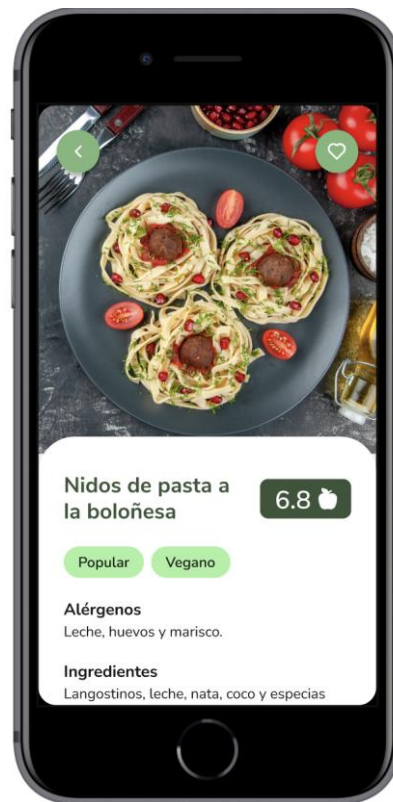 Nidos de pasta a
la boloñesa
6.8
Popular
Vegano
Alérgenos
Leche, huevos y marisco.
Ingredientes
Langostinos, leche, nata, coco y especias